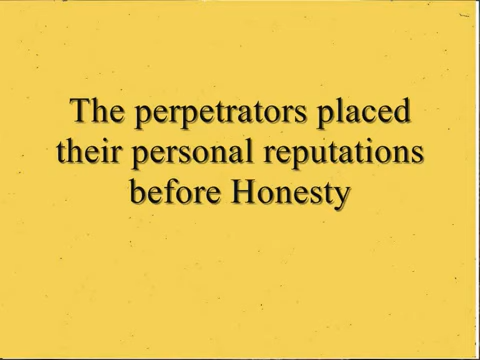 The perpetrators placed
their personal reputations
before Honesty